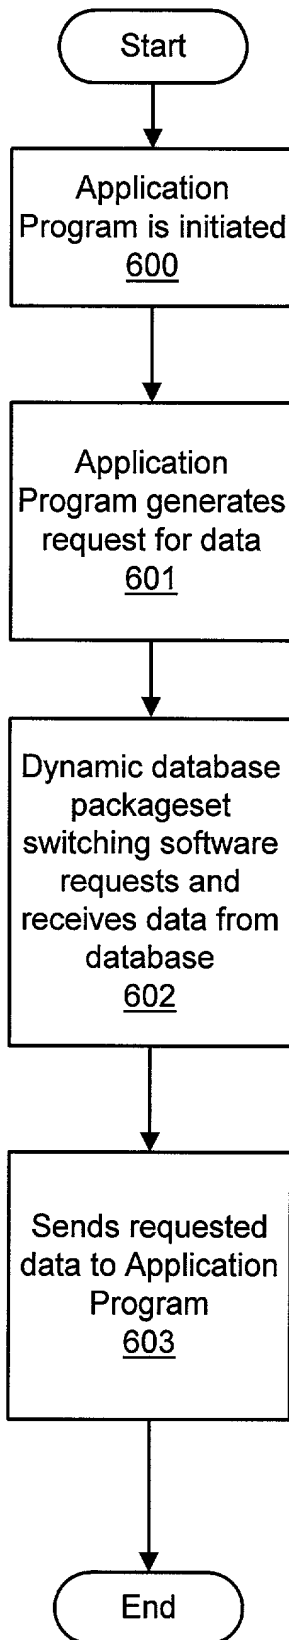 Start
Application
Program is initiated
600
Application
Program generates
request for data
601
Dynamic database
packageset
switching software
requests and
receives data from
database
602
Sends requested
data to Application
Program
603
End